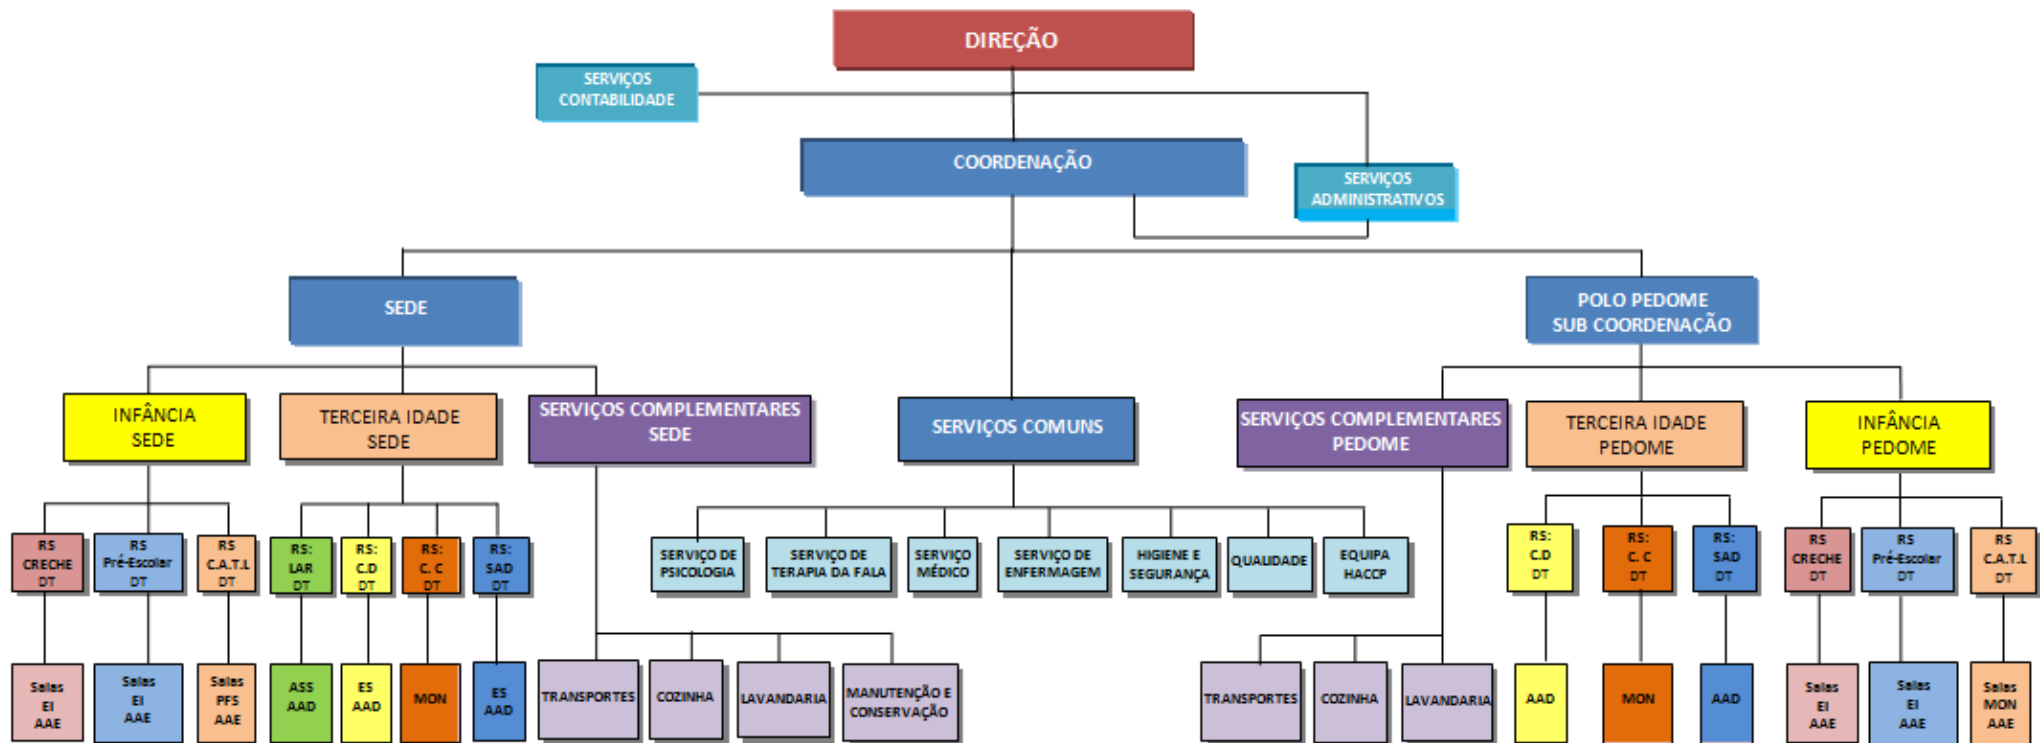 DIREÇÃO
SERVIÇOS
CONTABILIDADE
COORDENAÇÃO
SERVIÇOS
ADMINISTRATIVOS
SEDE
POLO PEDOME
SUB COORDENAÇÃO
INFÂNCIA
SEDE
TERCEIRA IDADE
SEDE
SERVIÇOS COMPLEMENTARES
SEDE
SERVIÇOS COMUNS
SERVIÇOS COMPLEMENTARES
PEDOME
TERCEIRA IDADE
PEDOME
INFÂNCIA
PEDOME
RS
CRECHE
DT
RS
Pré-Escolar
DT
RS
C.A.T.L
DT
RS:
LAR
DT
RS:
C.D
DT
RS:
C. C
DT
RS:
SAD
DT
SERVIÇO DE
PSICOLOGIA
SERVIÇO DE
TERAPIA DA FALA
SERVIÇO
MÉDICO
SERVIÇO DE
ENFERMAGEM
HIGIENE E
SEGURANÇA
QUALIDADE
EQUIPA
HACCP
RS:
C.D
DT
RS:
C. C
DT
RS:
SAD
DT
RS
CRECHE
DT
RS
Pré-Escolar
DT
RS
C.A.T.L
DT
Salas
EI
AAE
Salas
EI
AAE
Salas
PFS
AAE
ASS
AAD
ES
AAD
MON
ES
AAD
TRANSPORTES
COZINHA
LAVANDARIA
MANUTENÇÃO E
CONSERVAÇÃO
TRANSPORTES
COZINHA
LAVANDARIA
AAD
MON
AAD
Salas
EI
AAE
Salas
EI
AAE
Salas
MON
AAE